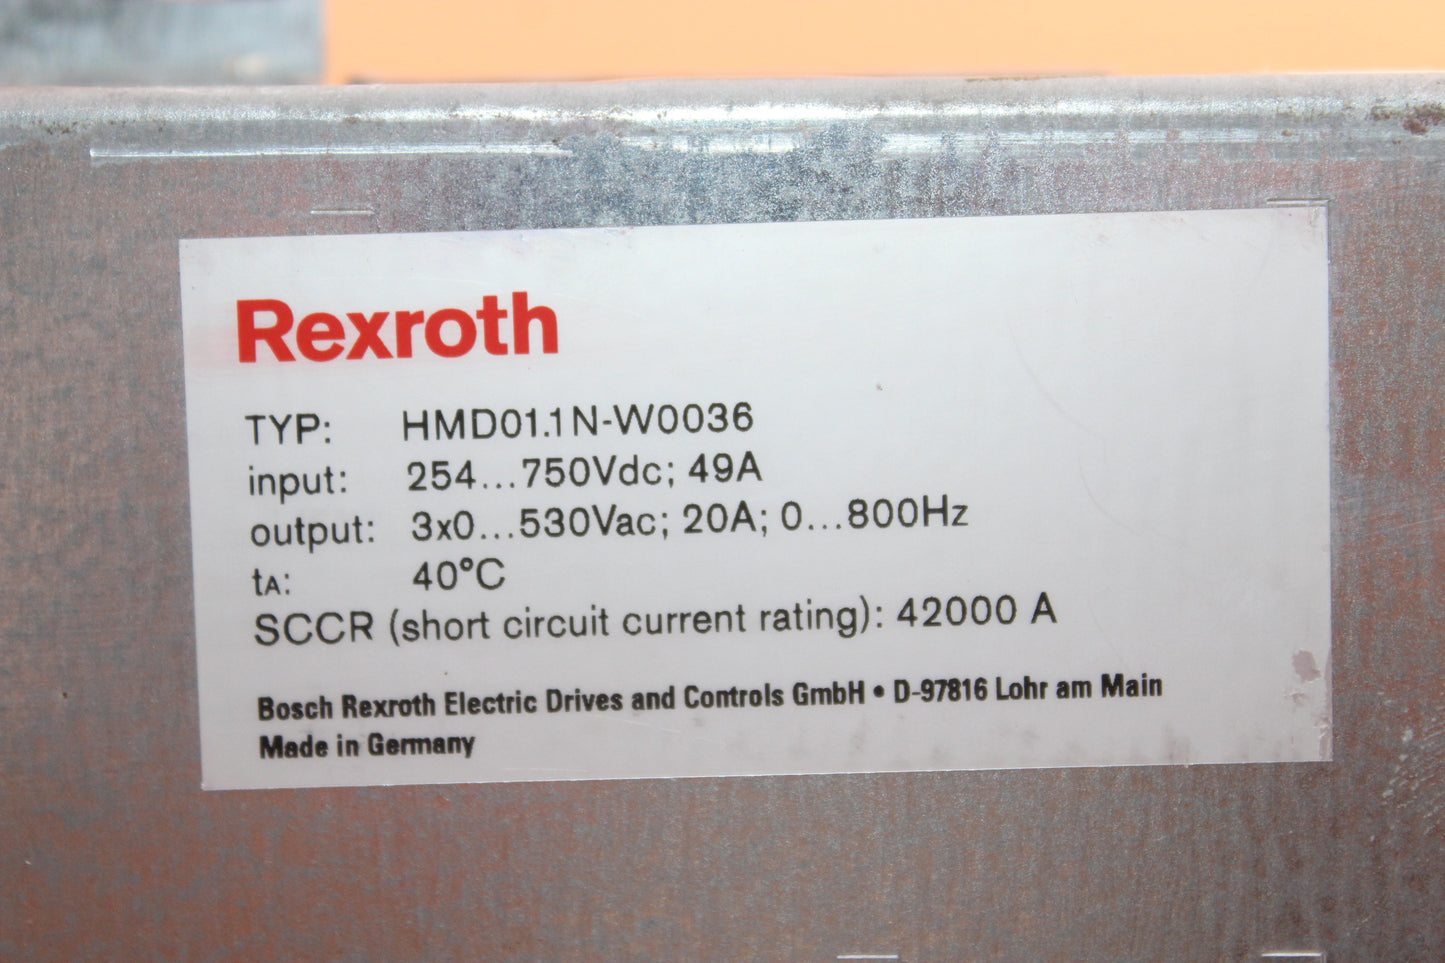 Rexroth
TYP: HMD01.1N-W0036
input: 254...750Vdc; 49A
output: 3x0...530Vac; 20A; 0...800Hz
tA: 40°C
SCCR (short circuit current rating): 42000 A
Bosch Rexroth Electric Drives and Controls GmbH • D-97816 Lohr am Main
Made in Germany